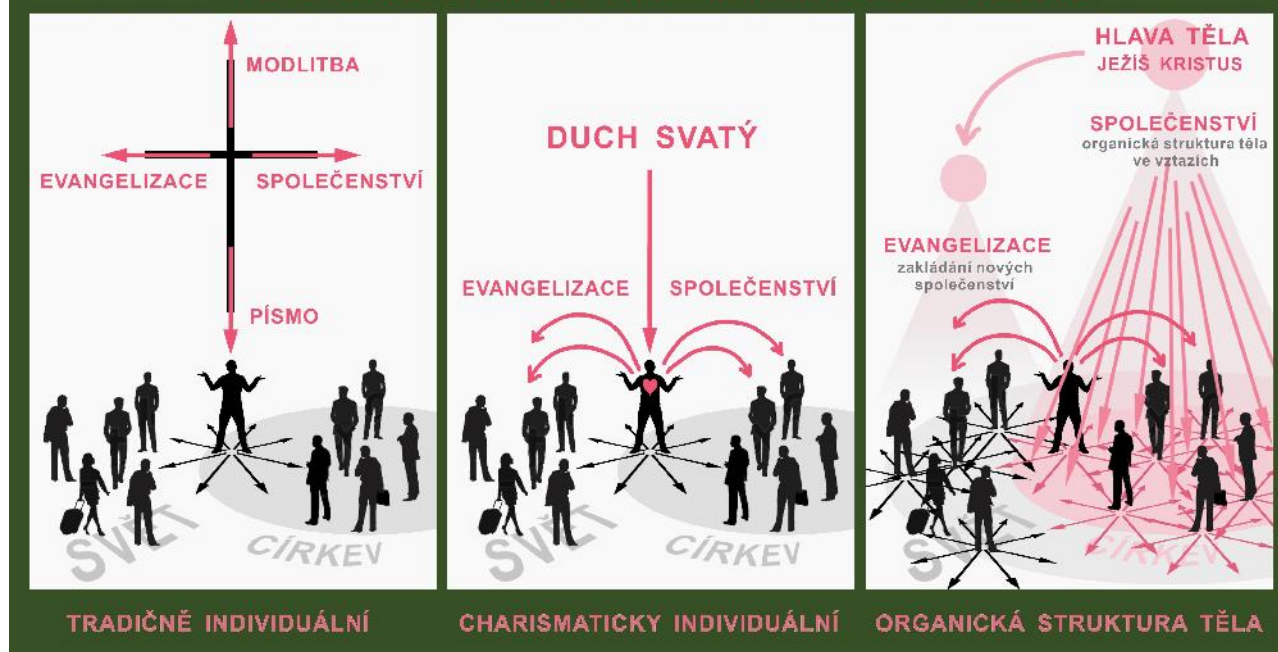 MODLITBA
EVANGELIZACE
SPOLEČENSTVÍ
PÍSMO
SVĚT
CÍRKEV
TRADIČNĚ INDIVIDUÁLNÍ
DUCH SVATÝ
EVANGELIZACE
SPOLEČENSTVÍ
SVĚT
CÍRKEV
CHARISMATICKY INDIVIDUÁLNÍ
HLAVA TĚLA
JEŽÍŠ KRISTUS
SPOLEČENSTVÍ
organická struktura těla
ve vztazích
EVANGELIZACE
zakládání nových
společenství
SVĚT
CÍRKEV
ORGANICKÁ STRUKTURA TĚLA